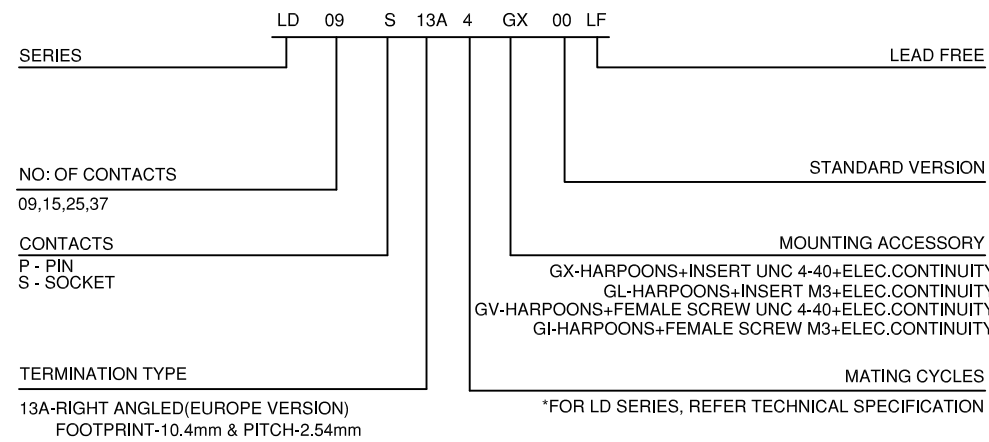 LD 09 S 13A 4 GX 00 LF
SERIES
LEAD FREE
NO: OF CONTACTS
09,15,25,37
STANDARD VERSION
CONTACTS
P - PIN
S - SOCKET
MOUNTING ACCESSORY
GX-HARPOONS+INSERT UNC 4-40+ELEC.CONTINUITY
GL-HARPOONS+INSERT M3+ELEC.CONTINUITY
GV-HARPOONS+FEMALE SCREW UNC 4-40+ELEC.CONTINUITY
GI-HARPOONS+FEMALE SCREW M3+ELEC.CONTINUITY
TERMINATION TYPE
13A-RIGHT ANGLED(EUROPE VERSION)
FOOTPRINT-10.4mm & PITCH-2.54mm
MATING CYCLES
*FOR LD SERIES, REFER TECHNICAL SPECIFICATION